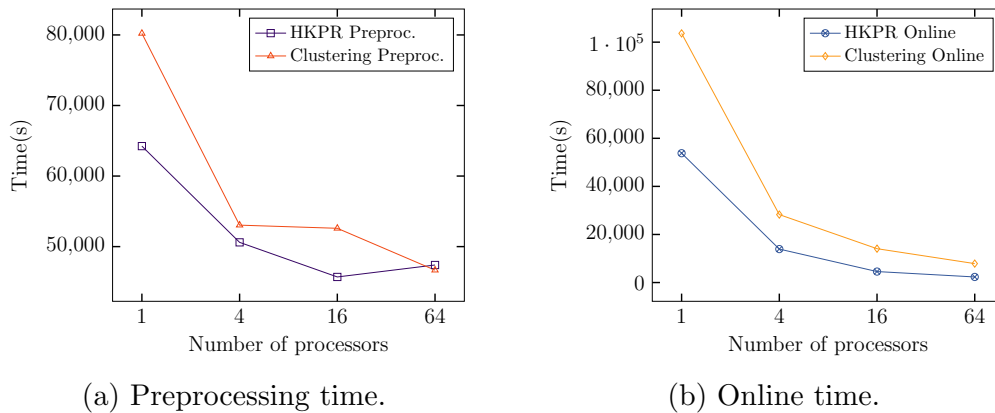 80,000
70,000
60,000
50,000
Time(s)
HKPR Preproc.
Clustering Preproc.
1 4 16 64
Number of processors
(a) Preprocessing time.
1 · 10^5
80,000
60,000
40,000
20,000
0
Time(s)
HKPR Online
Clustering Online
1 4 16 64
Number of processors
(b) Online time.